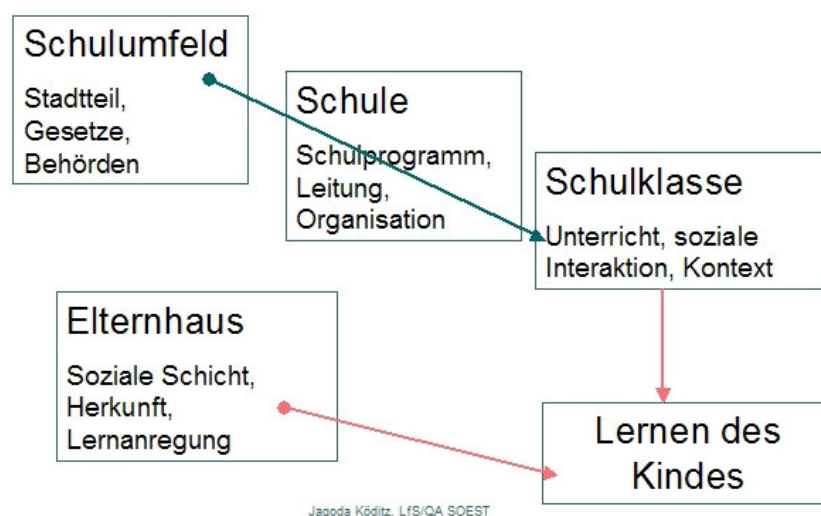 Schulumfeld
Stadtteil,
Gesetze,
Behörden
Schule
Schulprogramm,
Leitung,
Organisation
Schulklasse
Unterricht, soziale
Interaktion, Kontext
Elternhaus
Soziale Schicht,
Herkunft,
Lernanregung
Lernen des
Kindes
Jagoda Köditz, LfS/QA SOEST